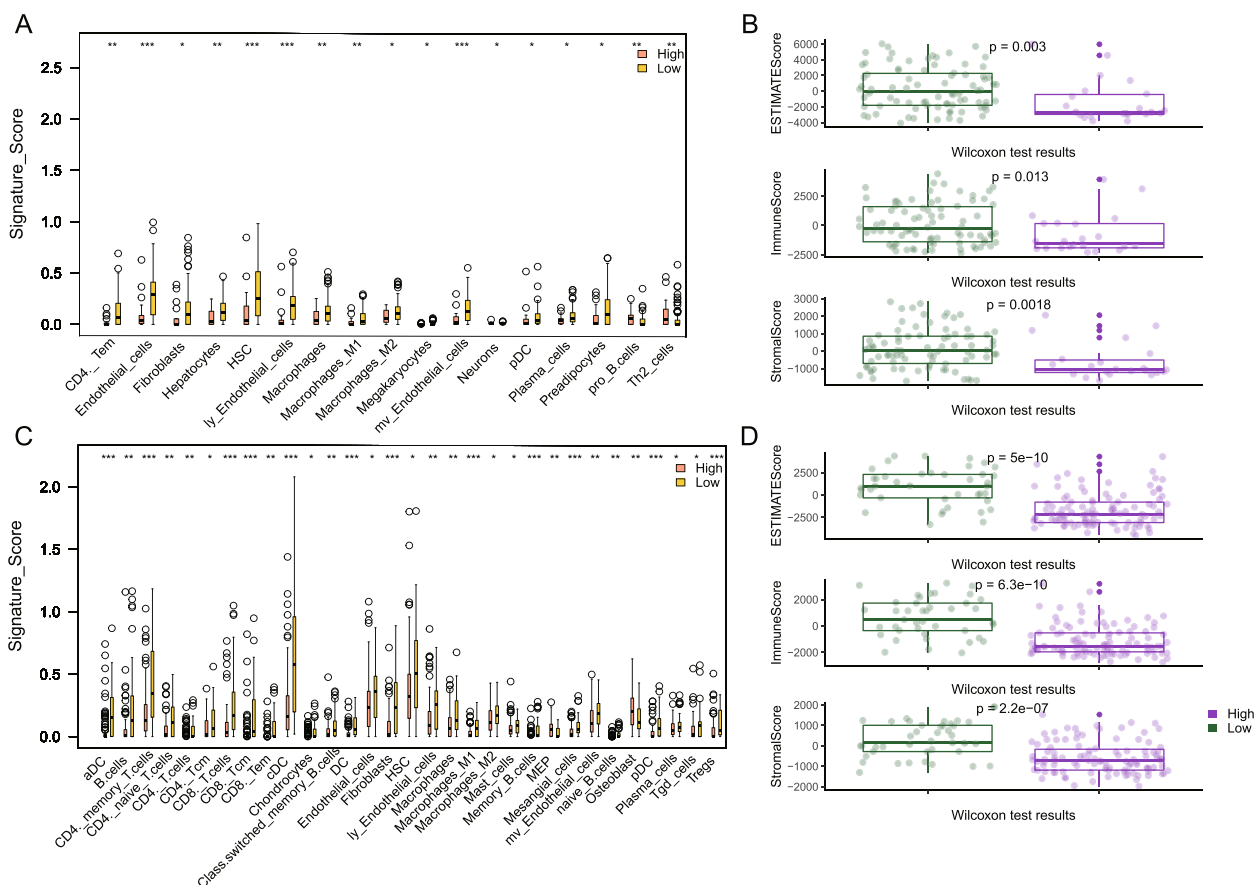 A
** *** * ** *** *** ** ** * * *** * * * * ** **
High
Low
Signature_Score
2.5
2.0
1.5
1.0
0.5
0.0
CD4._Tem
Endothelial_cells
Fibroblasts
Hepatocytes
HSC
ly_Endothelial_cells
Macrophages
Macrophages_M1
Macrophages_M2
Megakaryocytes
mv_Endothelial_cells
Neurons
pDC
Plasma_cells
Preadipocytes
pro_B.cells
Th2_cells
B
ESTIMATEScore
6000
4000
2000
0
−2000
−4000
p = 0.003
Wilcoxon test results
ImmuneScore
2500
0
−2500
p = 0.013
Wilcoxon test results
StromalScore
3000
2000
1000
0
−1000
p = 0.0018
Wilcoxon test results
C
*** ** *** ** ** * *** *** ** *** * ** *** * *** * ** ** *** * * ** ** ** ** ** *** * * ***
High
Low
Signature_Score
2.0
1.5
1.0
0.5
0.0
aDC
B.cells
CD4._memory_T.cells
CD4._naive_T.cells
CD4._T.cells
CD4._Tcm
CD8._T.cells
CD8._Tcm
CD8._Tem
cDC
Chondrocytes
Class.switched_memory_B.cells
DC
Endothelial_cells
Fibroblasts
HSC
ly_Endothelial_cells
Macrophages
Macrophages_M1
Macrophages_M2
Mast_cells
Memory_B.cells
MEP
Mesangial_cells
mv_Endothelial_cells
naive_B.cells
Osteoblast
pDC
Plasma_cells
Tgd_cells
Tregs
D
ESTIMATEScore
2500
0
−2500
p = 5e−10
Wilcoxon test results
ImmuneScore
2000
0
−2000
p = 6.3e−10
Wilcoxon test results
StromalScore
2000
1000
0
−1000
−2000
p = 2.2e−07
Wilcoxon test results
High
Low